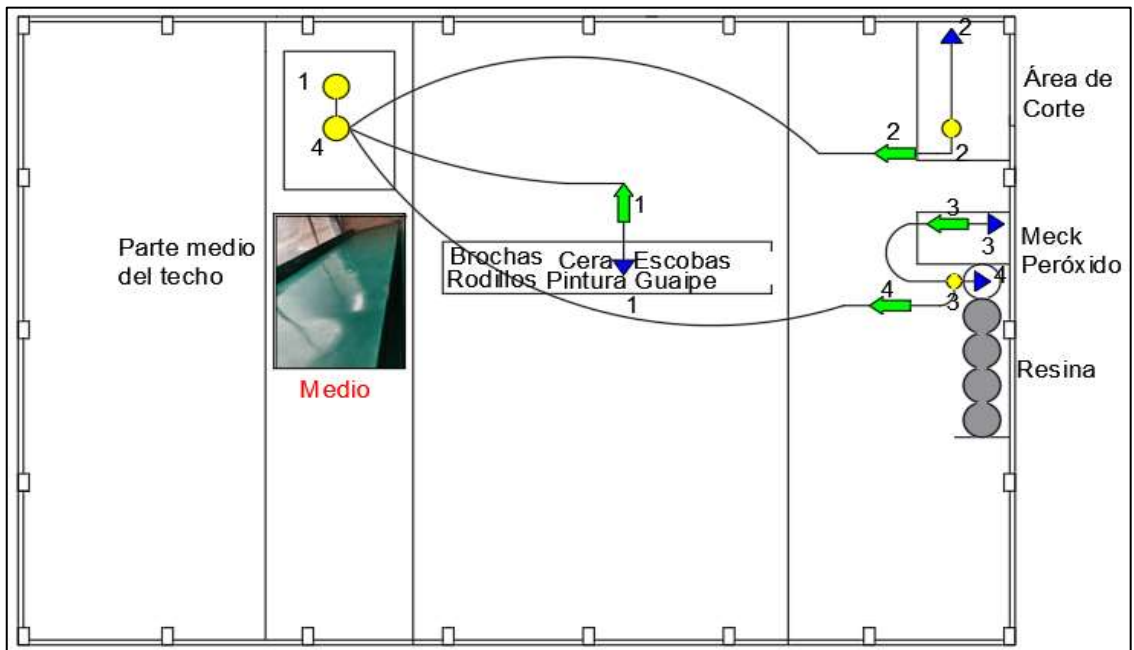 2
1
Área de
Corte
4
2
2
1
3
Parte medio
del techo
Brochas Cera Escobas
Rodillos Pintura Guaipe
3
Meck
Peróxido
4
4
3
1
Medio
Resina